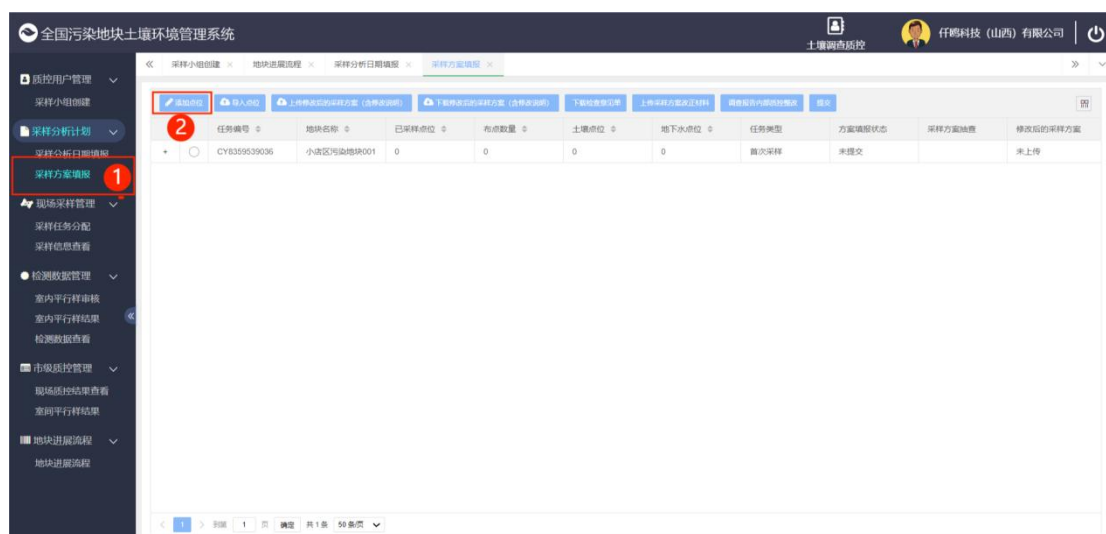 全国污染地块土壤环境管理系统
土壤调查质控
仟鸣科技（山西）有限公司
采样小组创建 × 地块进展流程 × 采样分析日期填报 × 采样方案填报 ×
质控用户管理
采样小组创建
采样分析计划
采样分析日期填报
采样方案填报
1
现场采样管理
采样任务分配
采样信息查看
检测数据管理
室内平行样审核
室内平行样结果
检测数据查看
市级质控管理
现场质控结果查看
室间平行样结果
地块进展流程
地块进展流程
添加点位 导入点位 上传修改后的采样方案（含修改说明） 下载修改后的采样方案（含修改说明） 下载检查意见单 上传采样方案改正材料 调查报告内部质控整改 提交
2
任务编号 地块名称 已采样点位 布点数量 土壤点位 地下水点位 任务类型 方案填报状态 采样方案抽查 修改后的采样方案
+ CY8359539036 小店区污染地块001 0 0 0 0 首次采样 未提交 未上传
1 到第 1 页 确定 共 1 条 50 条/页